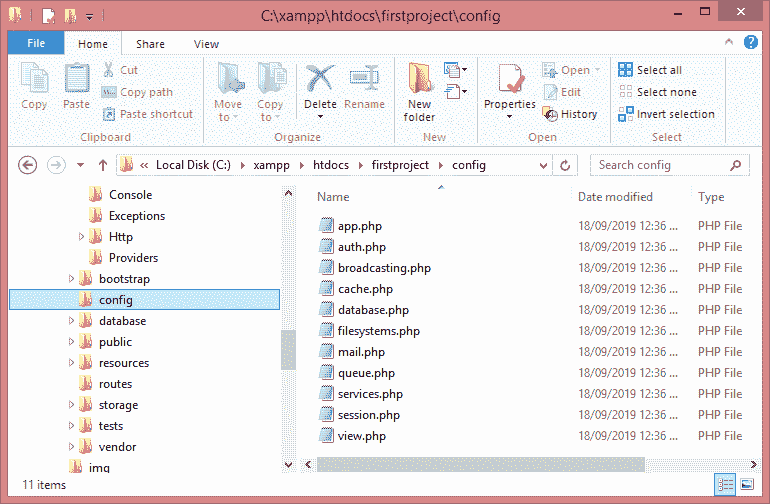 C:\xampp\htdocs\firstproject\config
File Home Share View
Copy Paste Cut Copy path Paste shortcut Move to Copy to Delete Rename New folder Properties Open Edit History Select all Select none Invert selection
Clipboard Organize New Open Select
« Local Disk (C:) xampp htdocs firstproject config Search config
Console
Exceptions
Http
Providers
bootstrap
config
database
public
resources
routes
storage
tests
vendor
img
Name Date modified Type
app.php 18/09/2019 12:36 ... PHP File
auth.php 18/09/2019 12:36 ... PHP File
broadcasting.php 18/09/2019 12:36 ... PHP File
cache.php 18/09/2019 12:36 ... PHP File
database.php 18/09/2019 12:36 ... PHP File
filesystems.php 18/09/2019 12:36 ... PHP File
mail.php 18/09/2019 12:36 ... PHP File
queue.php 18/09/2019 12:36 ... PHP File
services.php 18/09/2019 12:36 ... PHP File
session.php 18/09/2019 12:36 ... PHP File
view.php 18/09/2019 12:36 ... PHP File
11 items